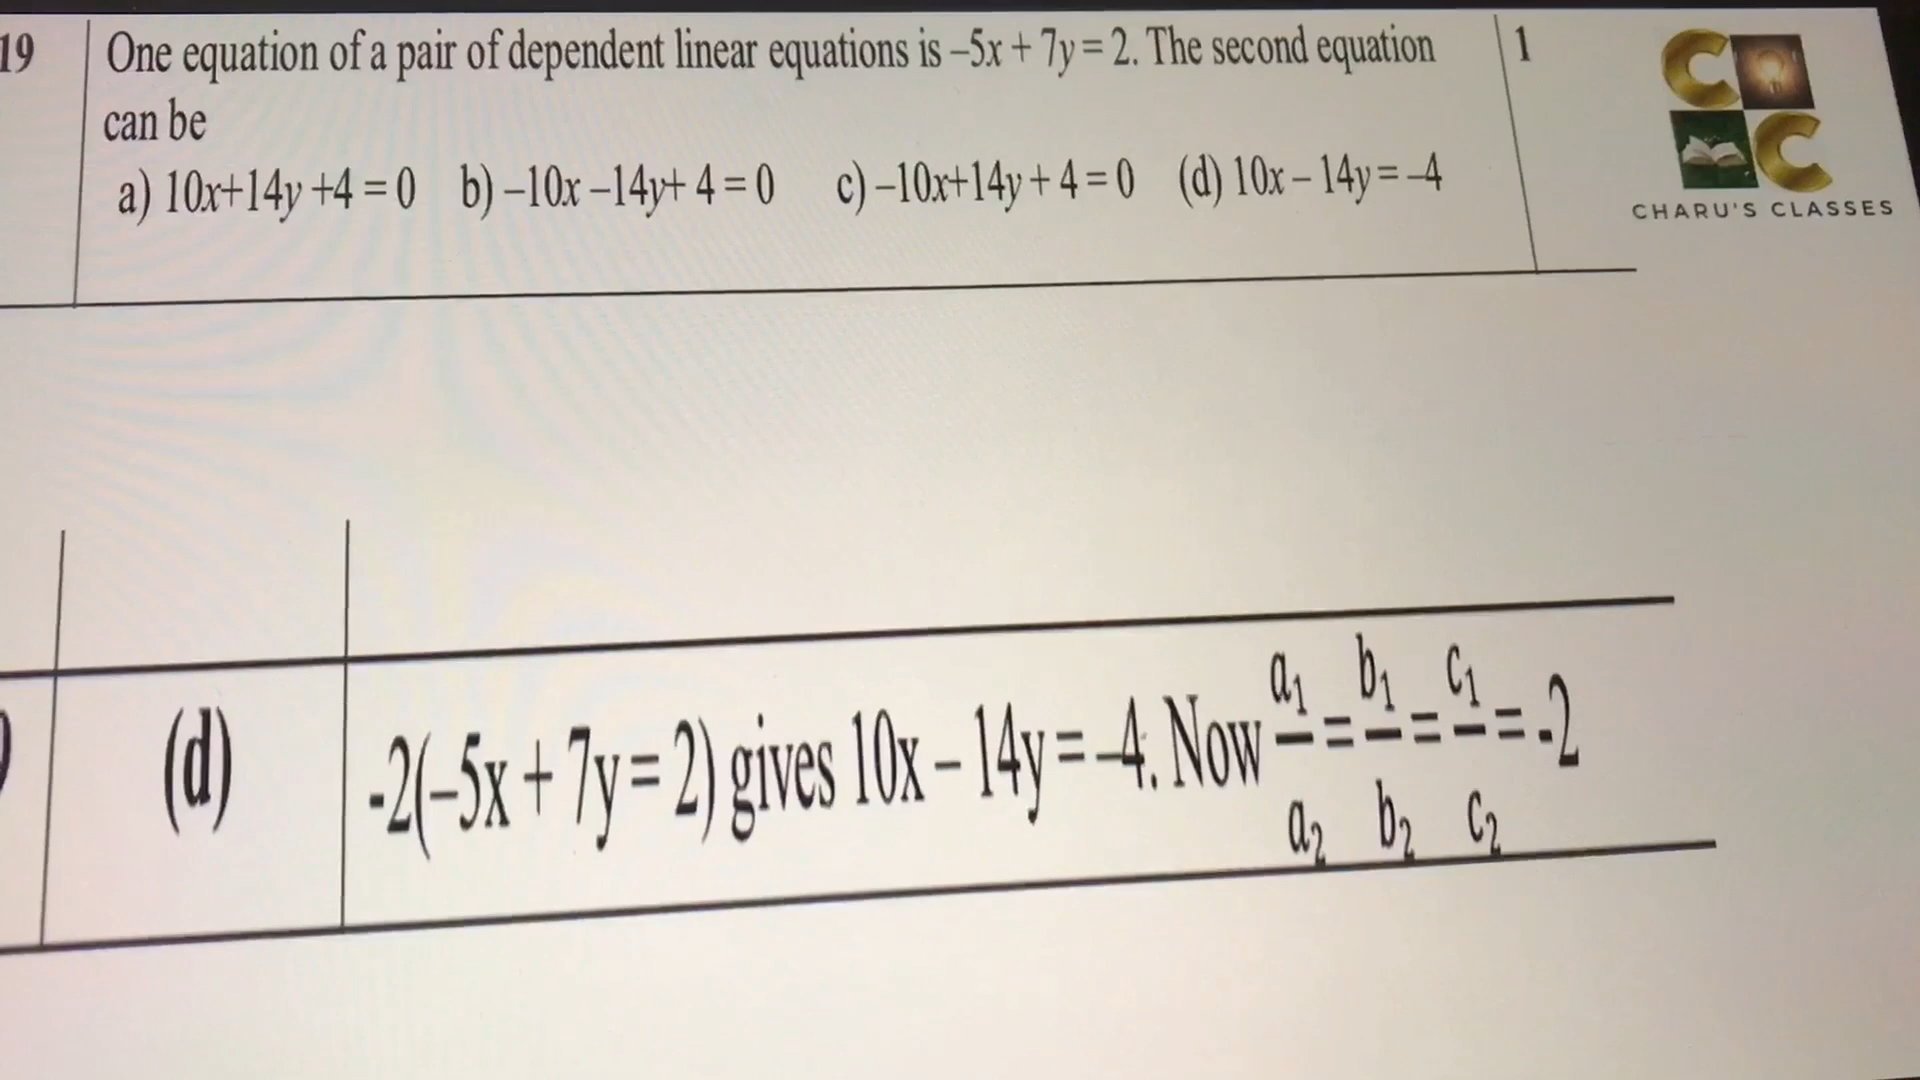 19
One equation of a pair of dependent linear equations is –5x + 7y = 2. The second equation
1
can be
a) 10x+14y +4 = 0 b) –10x –14y+ 4 = 0 c) –10x+14y + 4 = 0 (d) 10x – 14y = –4
CHARU'S CLASSES
(d)
-2(–5x + 7y = 2) gives 10x – 14y = –4. Now a₁/a₂ = b₁/b₂ = c₁/c₂ = -2